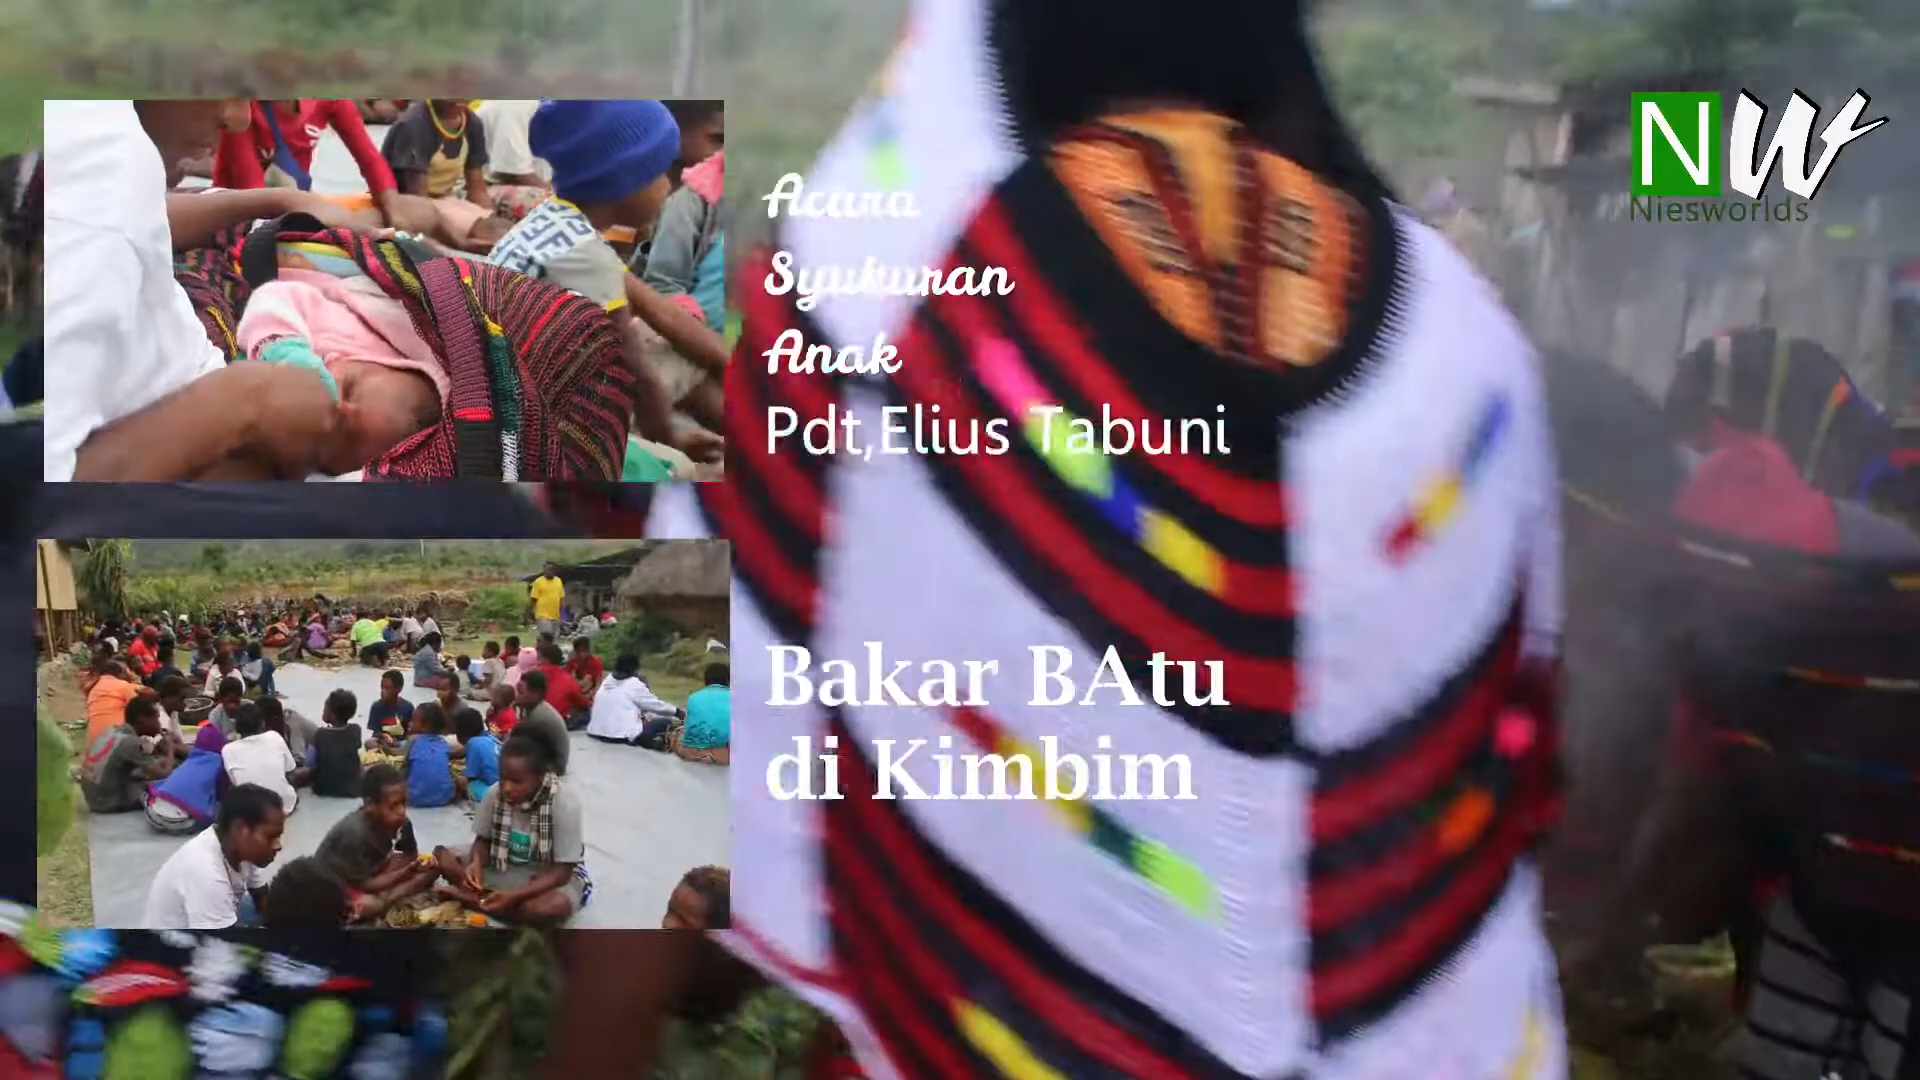 Acara
Syukuran
Anak
Pdt,Elius Tabuni
Bakar BAtu
di Kimbim
NW
Niesworlds